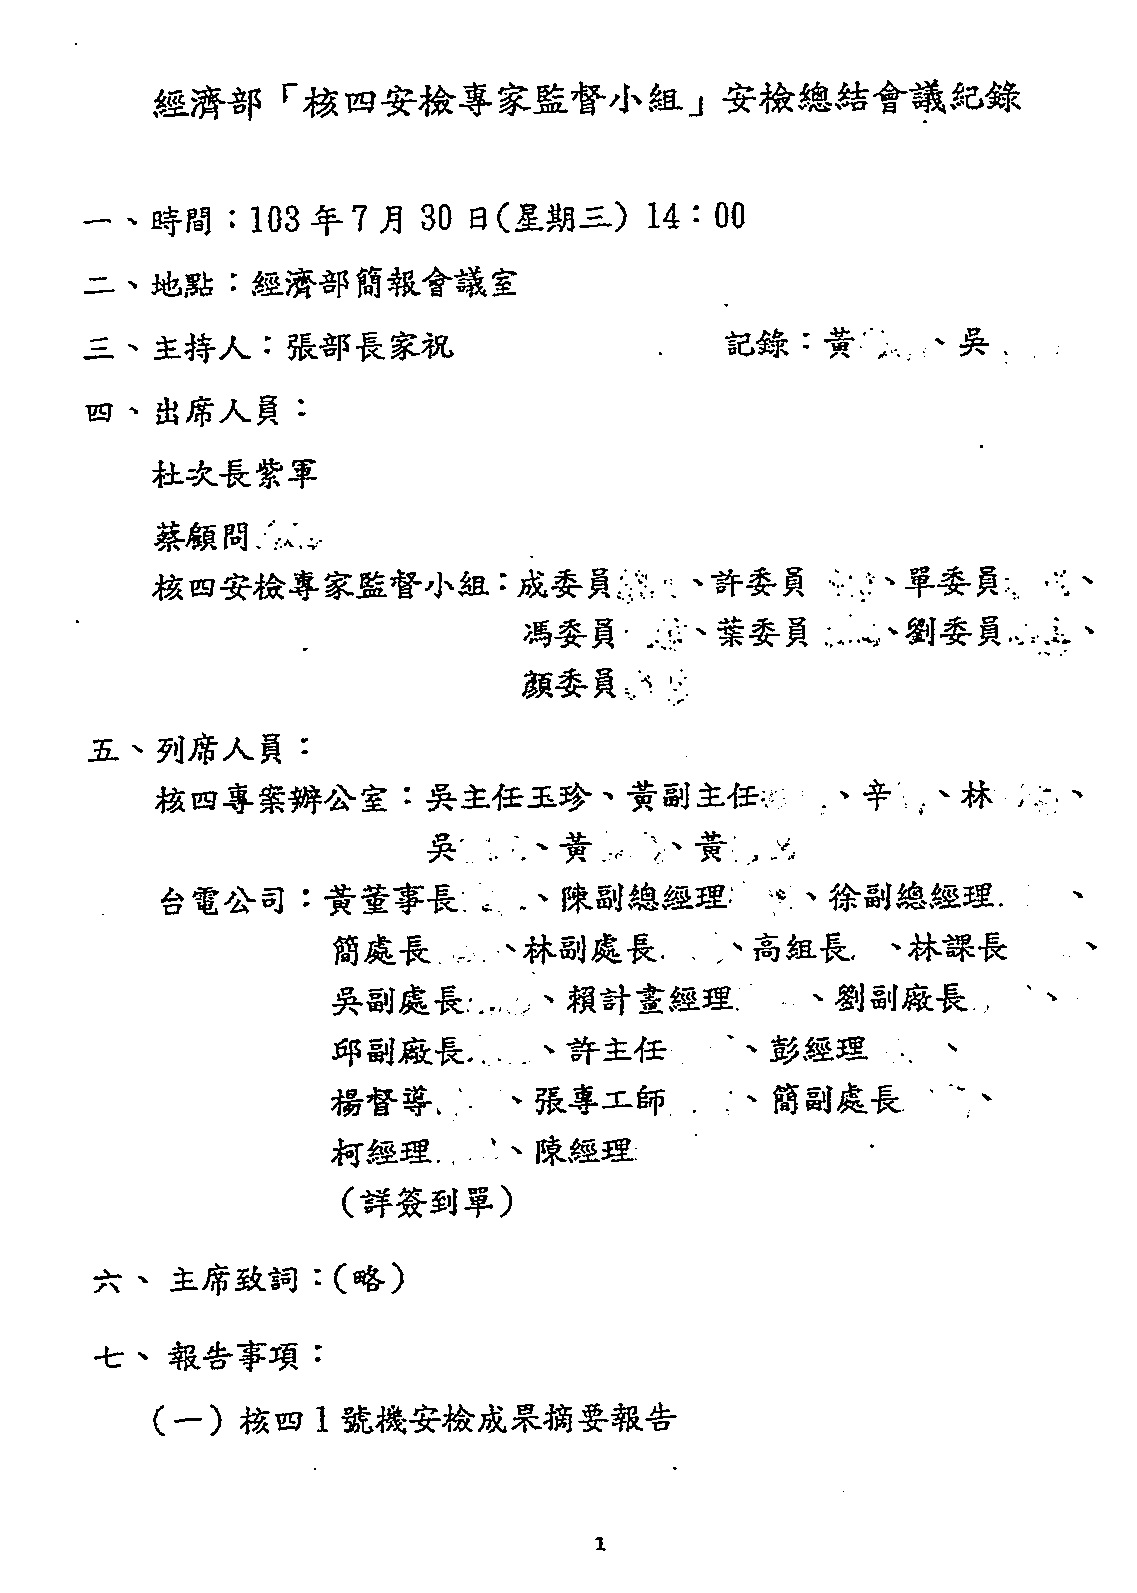 經濟部「核四安檢專家監督小組」安檢總結會議紀錄
一、時間：103年7月30日(星期三) 14：00
二、地點：經濟部簡報會議室
三、主持人：張部長家祝 記錄：黃、吳
四、出席人員：
杜次長紫軍
蔡顧問
核四安檢專家監督小組：成委員、許委員、單委員、
馮委員、葉委員、劉委員、
顏委員
五、列席人員：
核四專案辦公室：吳主任玉珍、黃副主任、辛、林、
吳、黃、黃
台電公司：黃董事長、陳副總經理、徐副總經理、
簡處長、林副處長、高組長、林課長、
吳副處長、賴計畫經理、劉副廠長、
邱副廠長、許主任、彭經理、
楊督導、張專工師、簡副處長、
柯經理、陳經理
（詳簽到單）
六、主席致詞：(略)
七、報告事項：
(一) 核四1號機安檢成果摘要報告
1